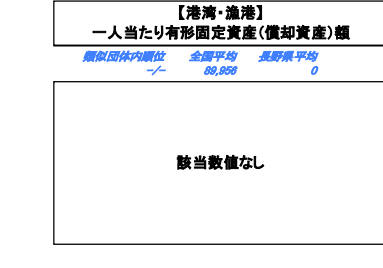 【港湾・漁港】
一人当たり有形固定資産（償却資産）額
類似団体内順位 全国平均 長野県平均
-/- 89,956 0
該当数値なし